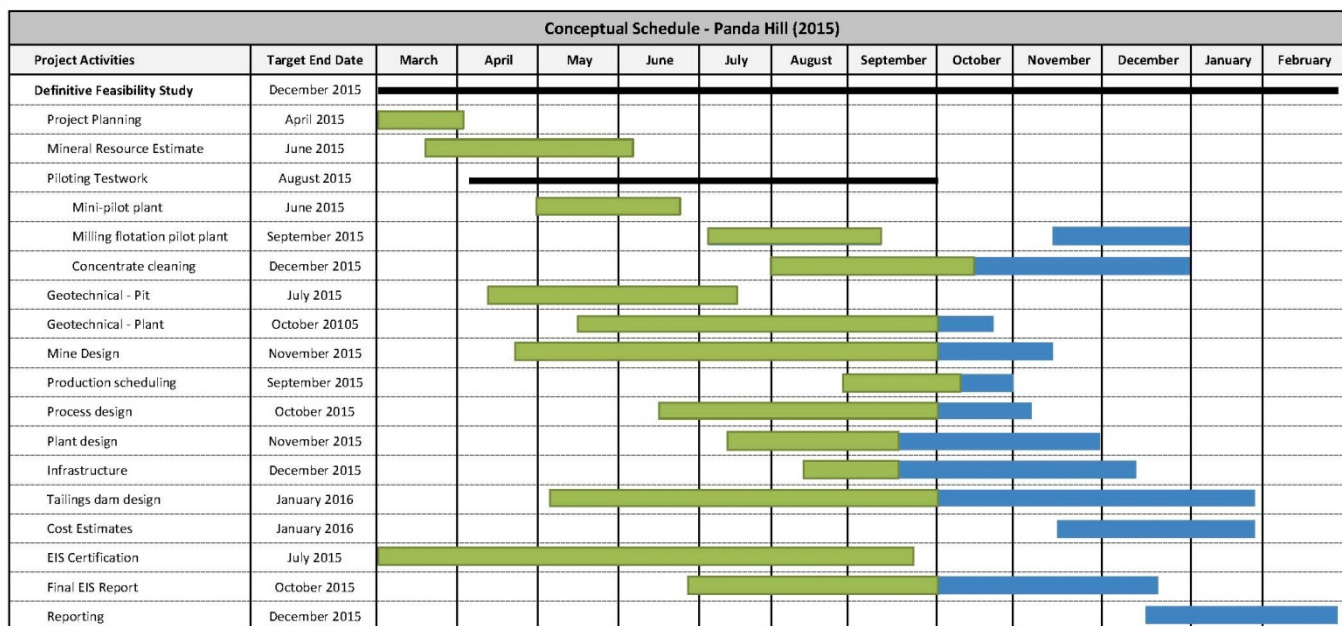 Conceptual Schedule - Panda Hill (2015)
Project Activities Target End Date March April May June July August September October November December January February
Definitive Feasibility Study December 2015
Project Planning April 2015
Mineral Resource Estimate June 2015
Piloting Testwork August 2015
Mini-pilot plant June 2015
Milling flotation pilot plant September 2015
Concentrate cleaning December 2015
Geotechnical - Pit July 2015
Geotechnical - Plant October 20105
Mine Design November 2015
Production scheduling September 2015
Process design October 2015
Plant design November 2015
Infrastructure December 2015
Tailings dam design January 2016
Cost Estimates January 2016
EIS Certification July 2015
Final EIS Report October 2015
Reporting December 2015